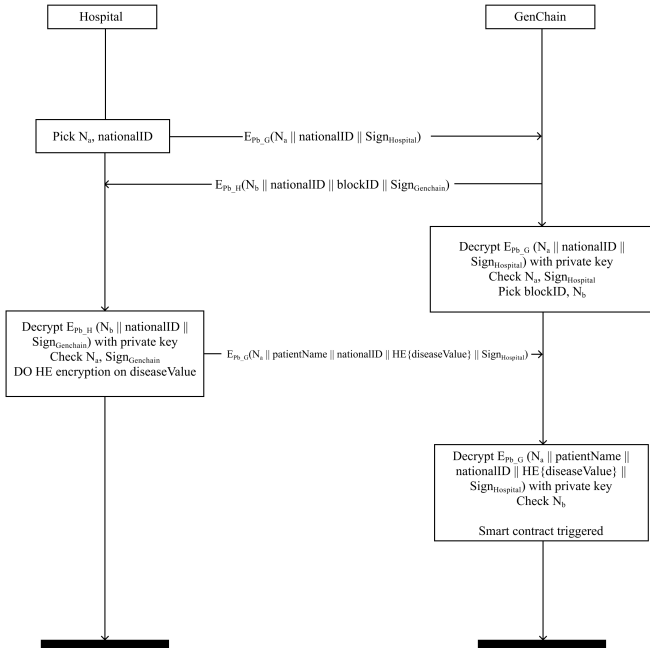 Hospital
GenChain
Pick Na, nationalID
EPb_G(Na || nationalID || SignHospital)
EPb_H(Nb || nationalID || blockID || SignGenchain)
Decrypt EPb_G (Na || nationalID ||
SignHospital) with private key
Check Na, SignHospital
Pick blockID, Nb
Decrypt EPb_H (Nb || nationalID ||
SignGenchain) with private key
Check Na, SignGenchain
DO HE encryption on diseaseValue
EPb_G(Na || patientName || nationalID || HE{diseaseValue} || SignHospital)
Decrypt EPb_G (Na || patientName ||
nationalID || HE{diseaseValue} ||
SignHospital) with private key
Check Nb
Smart contract triggered